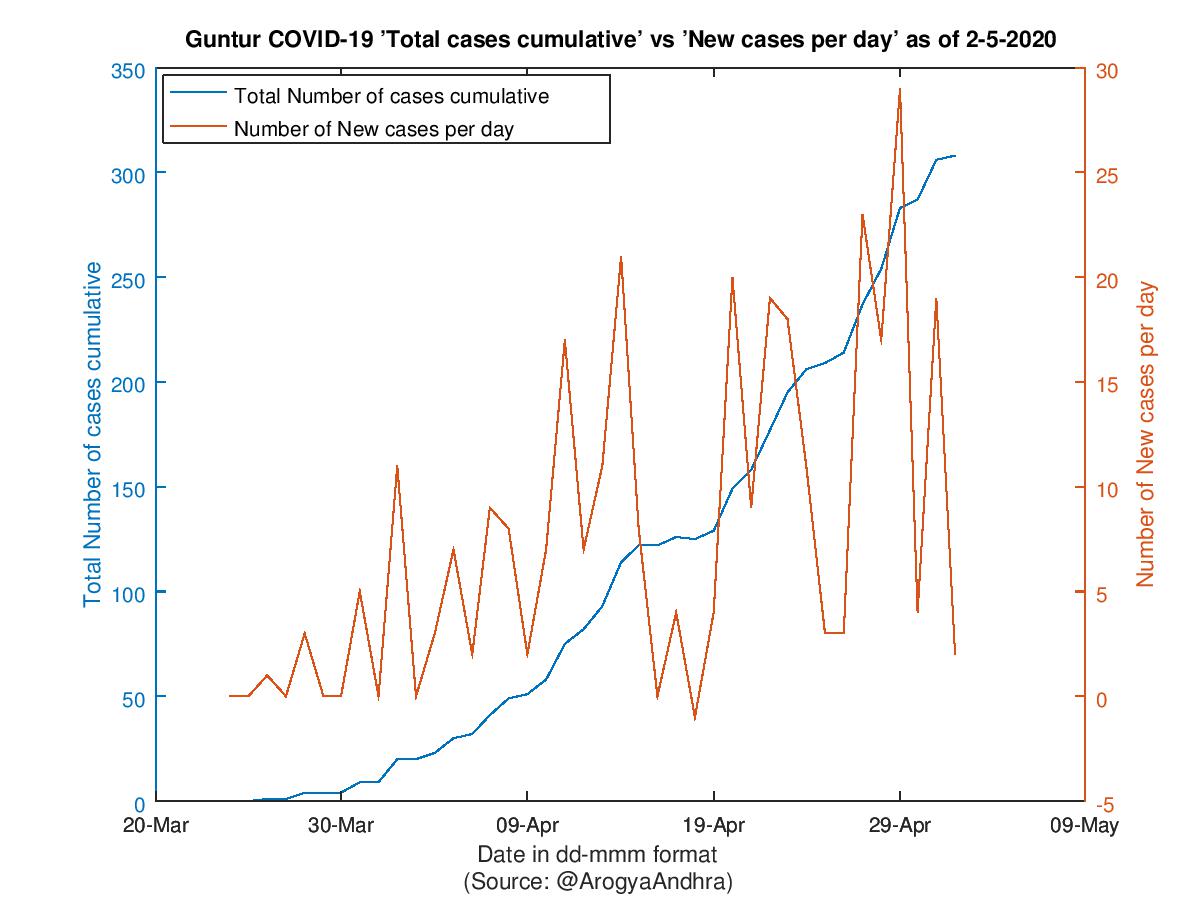 Guntur COVID-19 ’Total cases cumulative’ vs ’New cases per day’ as of 2-5-2020
Total Number of cases cumulative
Number of New cases per day
350
300
250
200
150
100
50
0
Total Number of cases cumulative
30
25
20
15
10
5
0
-5
Number of New cases per day
20-Mar 30-Mar 09-Apr 19-Apr 29-Apr 09-May
Date in dd-mmm format
(Source: @ArogyaAndhra)